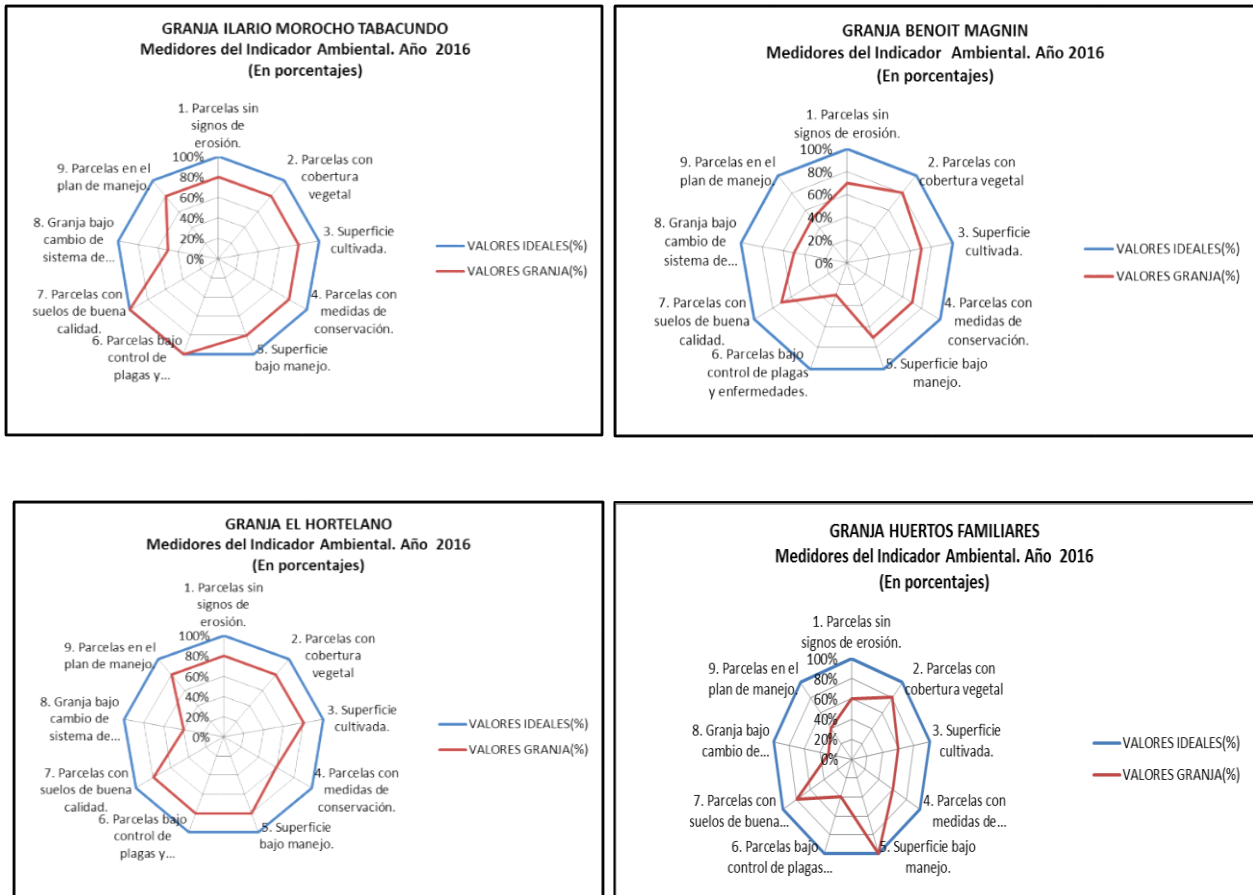 GRANJA ILARIO MOROCHO TABACUNDO
Medidores del Indicador Ambiental. Año 2016
(En porcentajes)
1. Parcelas sin
signos de
erosión.
2. Parcelas con
cobertura
vegetal
3. Superficie
cultivada.
4. Parcelas con
medidas de
conservación.
5. Superficie
bajo manejo.
6. Parcelas bajo
control de
plagas y...
7. Parcelas con
suelos de buena
calidad.
8. Granja bajo
cambio de
sistema de...
9. Parcelas en el
plan de manejo.
100%
80%
60%
40%
20%
0%
VALORES IDEALES(%)
VALORES GRANJA(%)
GRANJA BENOIT MAGNIN
Medidores del Indicador Ambiental. Año 2016
(En porcentajes)
1. Parcelas sin
signos de erosión.
2. Parcelas con
cobertura vegetal
3. Superficie
cultivada.
4. Parcelas con
medidas de
conservación.
5. Superficie bajo
manejo.
6. Parcelas bajo
control de plagas
y enfermedades.
7. Parcelas con
suelos de buena
calidad.
8. Granja bajo
cambio de
sistema de...
9. Parcelas en el
plan de manejo.
100%
80%
60%
40%
20%
0%
VALORES IDEALES(%)
VALORES GRANJA(%)
GRANJA EL HORTELANO
Medidores del Indicador Ambiental. Año 2016
(En porcentajes)
1. Parcelas sin
signos de
erosión.
2. Parcelas con
cobertura
vegetal
3. Superficie
cultivada.
4. Parcelas con
medidas de
conservación.
5. Superficie
bajo manejo.
6. Parcelas bajo
control de
plagas y...
7. Parcelas con
suelos de buena
calidad.
8. Granja bajo
cambio de
sistema de...
9. Parcelas en el
plan de manejo.
100%
80%
60%
40%
20%
0%
VALORES IDEALES(%)
VALORES GRANJA(%)
GRANJA HUERTOS FAMILIARES
Medidores del Indicador Ambiental. Año 2016
(En porcentajes)
1. Parcelas sin
signos de erosión.
2. Parcelas con
cobertura vegetal
3. Superficie
cultivada.
4. Parcelas con
medidas de...
5. Superficie bajo
manejo.
6. Parcelas bajo
control de plagas...
7. Parcelas con
suelos de buena...
8. Granja bajo
cambio de...
9. Parcelas en el
plan de manejo.
100%
80%
60%
40%
20%
0%
VALORES IDEALES(%)
VALORES GRANJA(%)